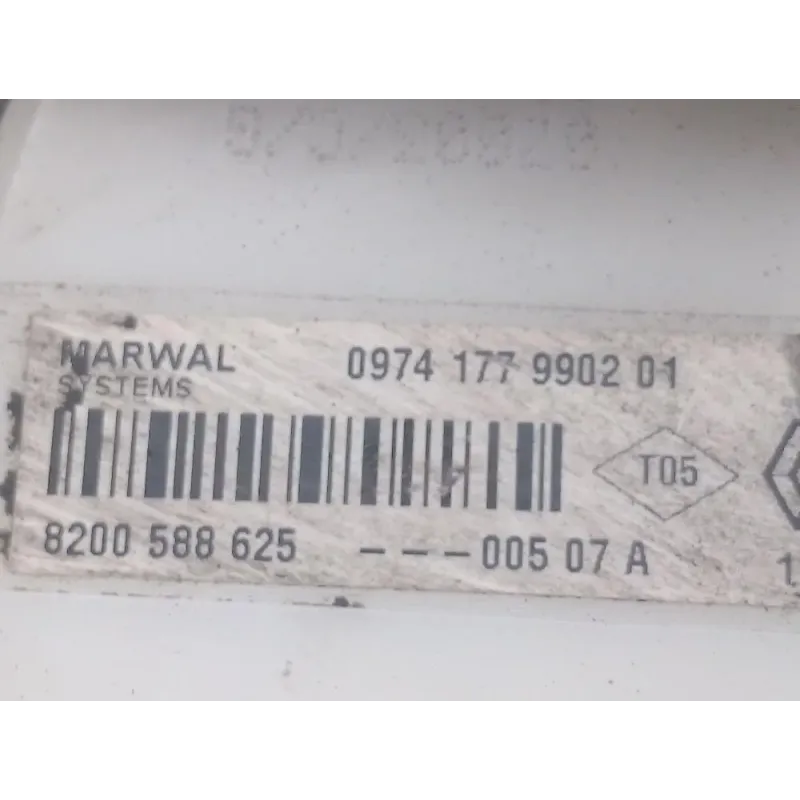 MARWAL 0974 177 9902 01
SYSTEMS
T05
8200 588 625 --- 005 07 A